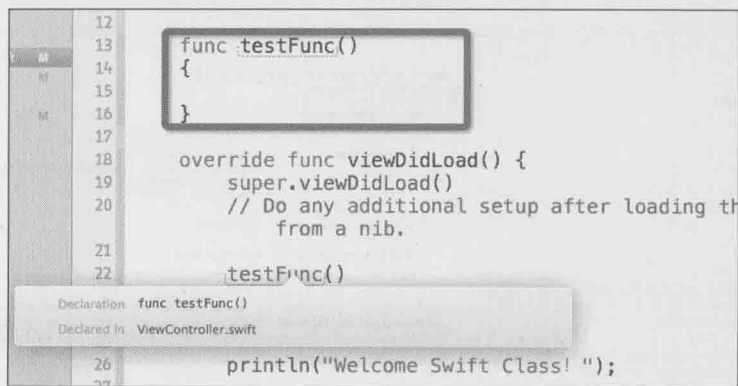 12
13 func testFunc()
M
14 {
M
15
16 }
M
17
18 override func viewDidLoad() {
19 super.viewDidLoad()
20 // Do any additional setup after loading th
from a nib.
21
22 testFunc()
Declaration func testFunc()
Declared In ViewController.swift
26 println("Welcome Swift Class! ");
27